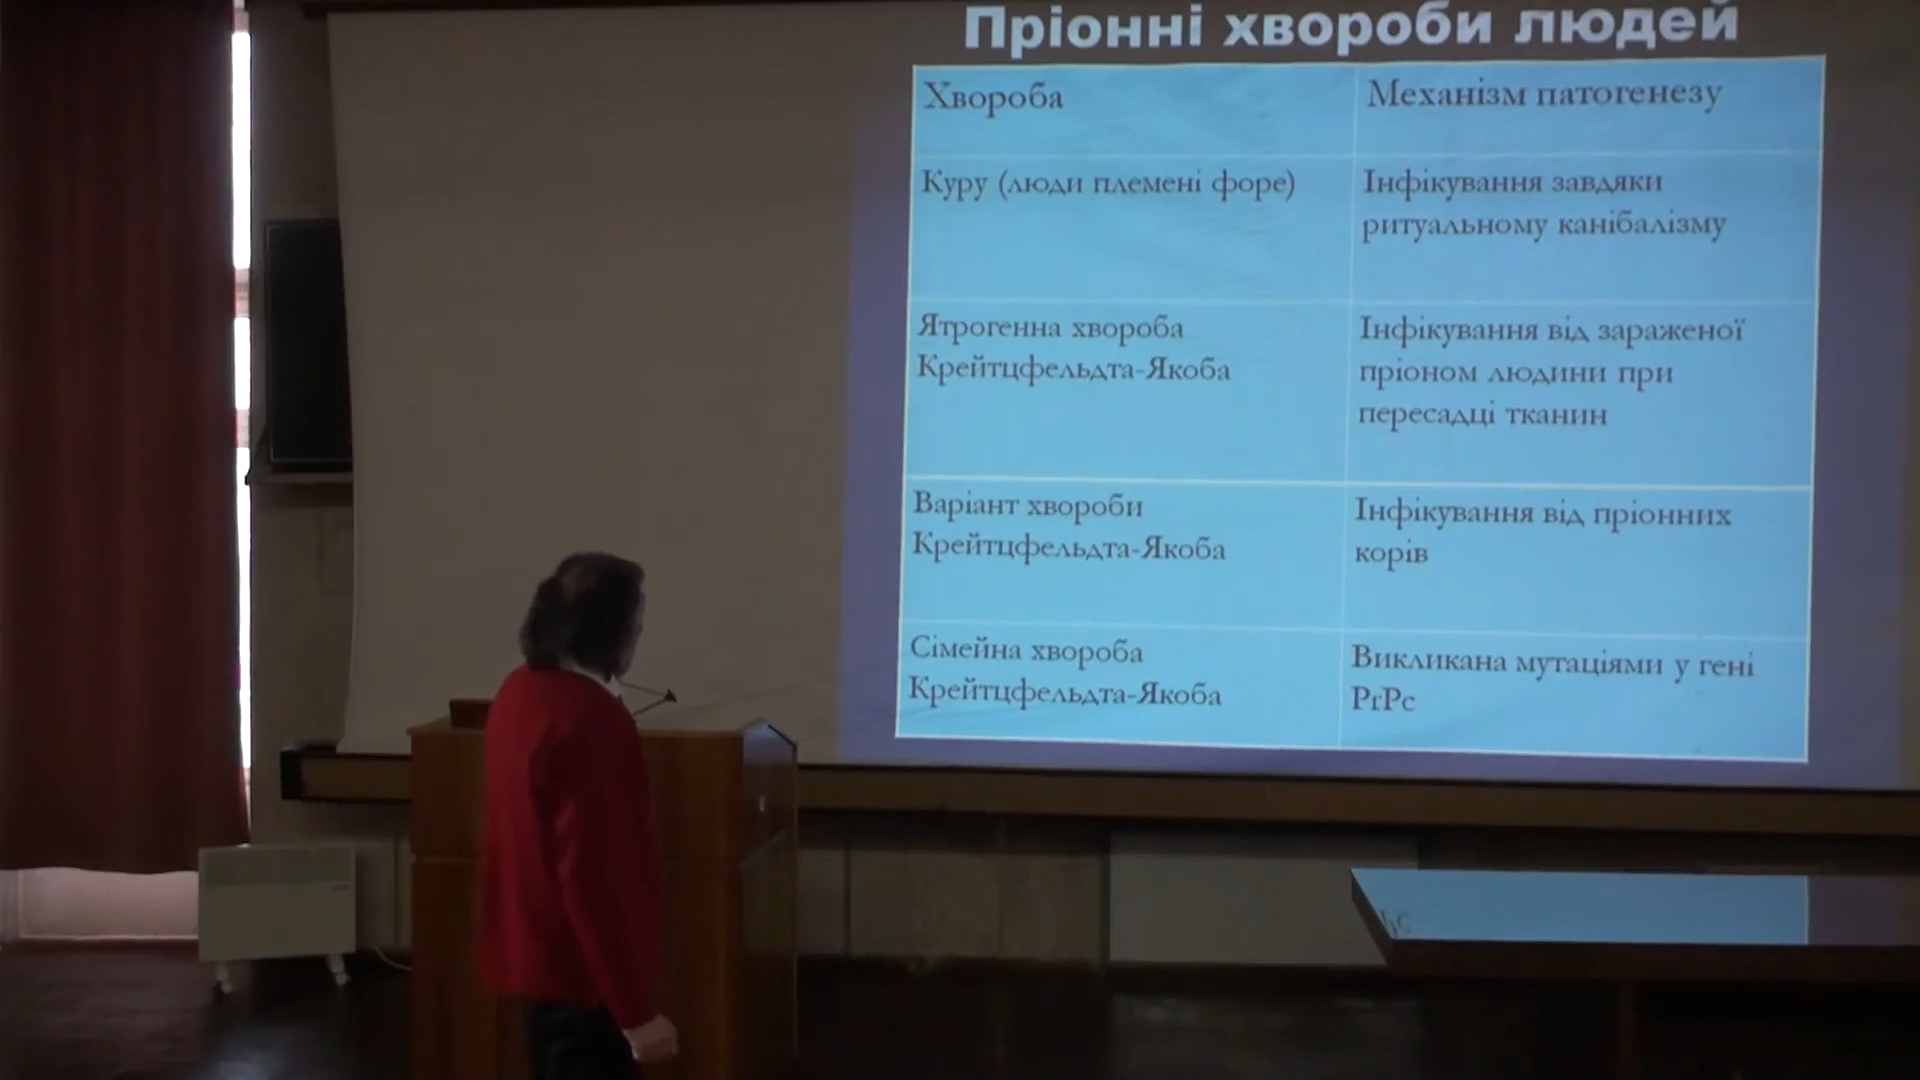 Пріонні хвороби людей
Хвороба
Механізм патогенезу
Куру (люди племені форе)
Інфікування завдяки
ритуальному канібалізму
Ятрогенна хвороба
Крейтцфельдта-Якоба
Інфікування від зараженої
пріоном людини при
пересадці тканин
Варіант хвороби
Крейтцфельдта-Якоба
Інфікування від пріонних
корів
Сімейна хвороба
Крейтцфельдта-Якоба
Викликана мутаціями у гені
PrPc